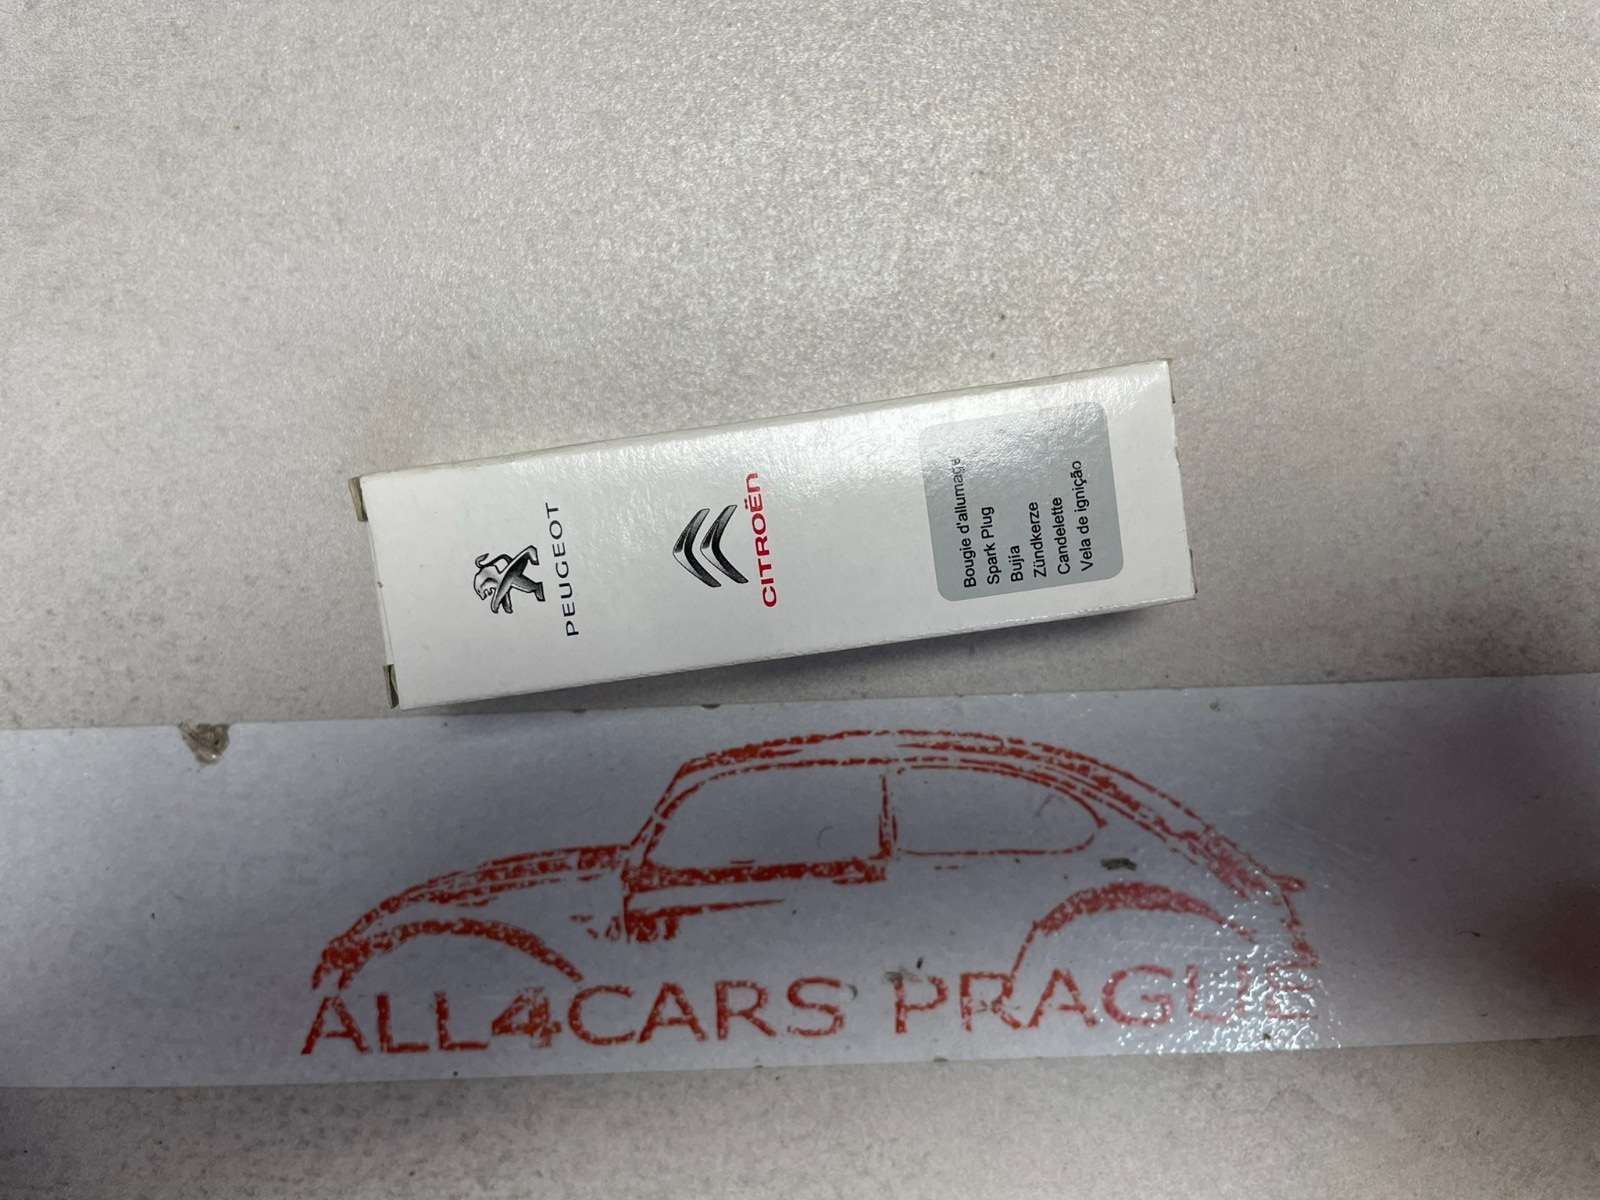 PEUGEOT
CITROËN
Bougie d'allumage
Spark Plug
Bujía
Zündkerze
Candelette
Vela de ignição
ALL4CARS PRAGUE